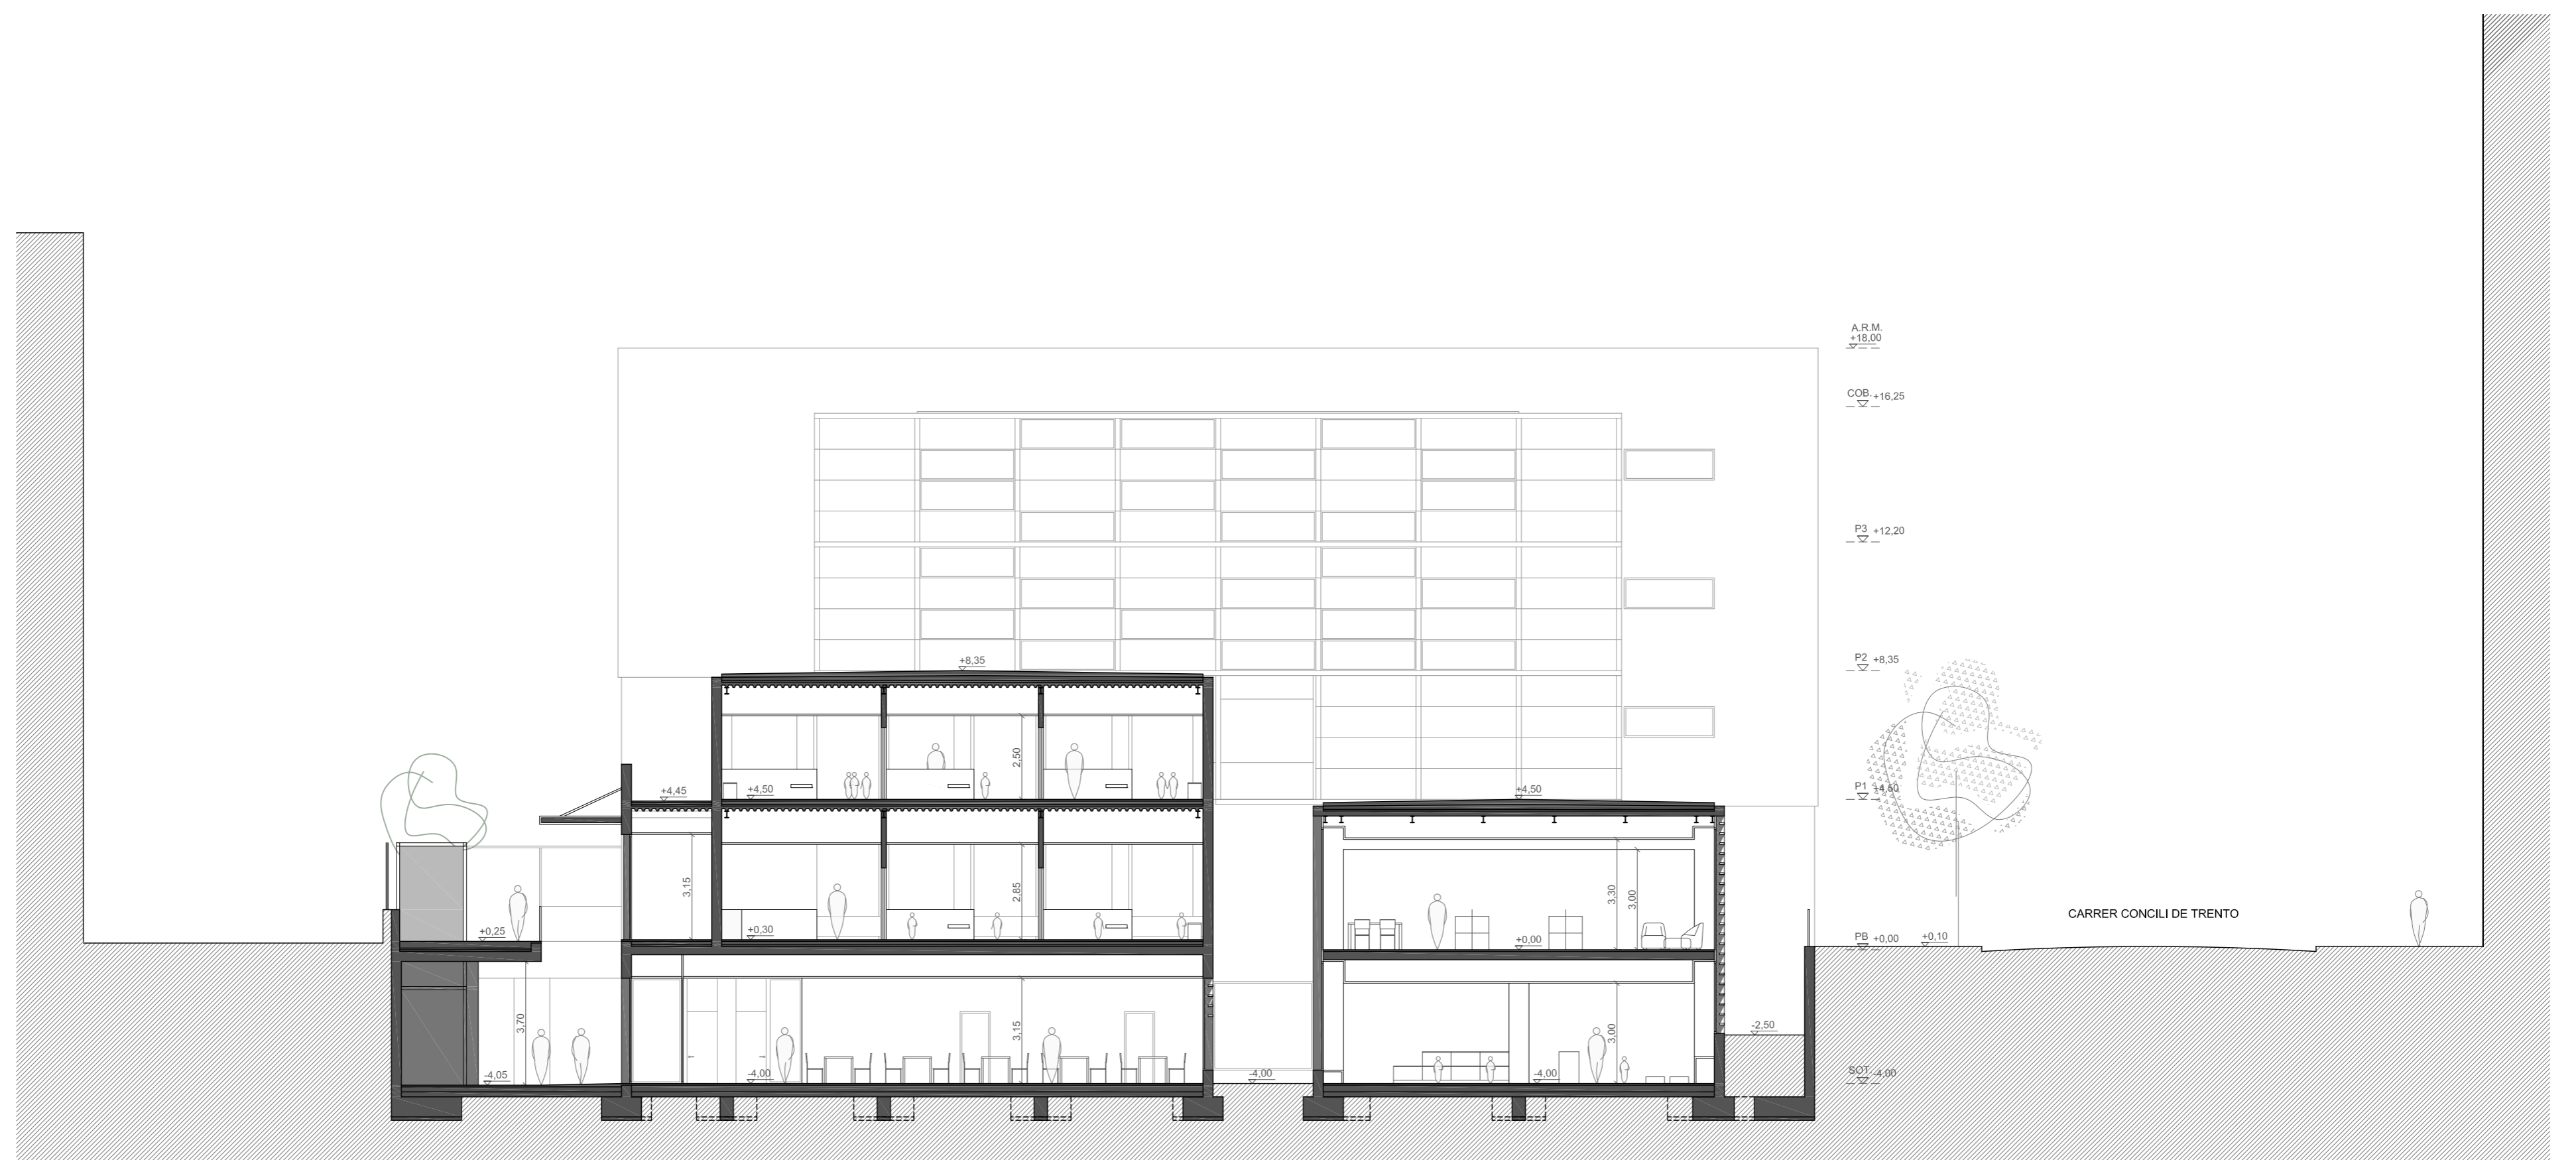 A.R.M.
+18,00
COB. +16,25
P3 +12,20
P2 +8,35
+8,35
2,50
+4,45
+4,50
+4,50
P1 +4,50
3,15
2,85
3,30
3,00
CARRER CONCILI DE TRENTO
+0,25
+0,30
+0,00
PB +0,00
+0,10
3,70
3,15
3,00
-2,50
-4,05
-4,00
-4,00
-4,00
SOT -4,00